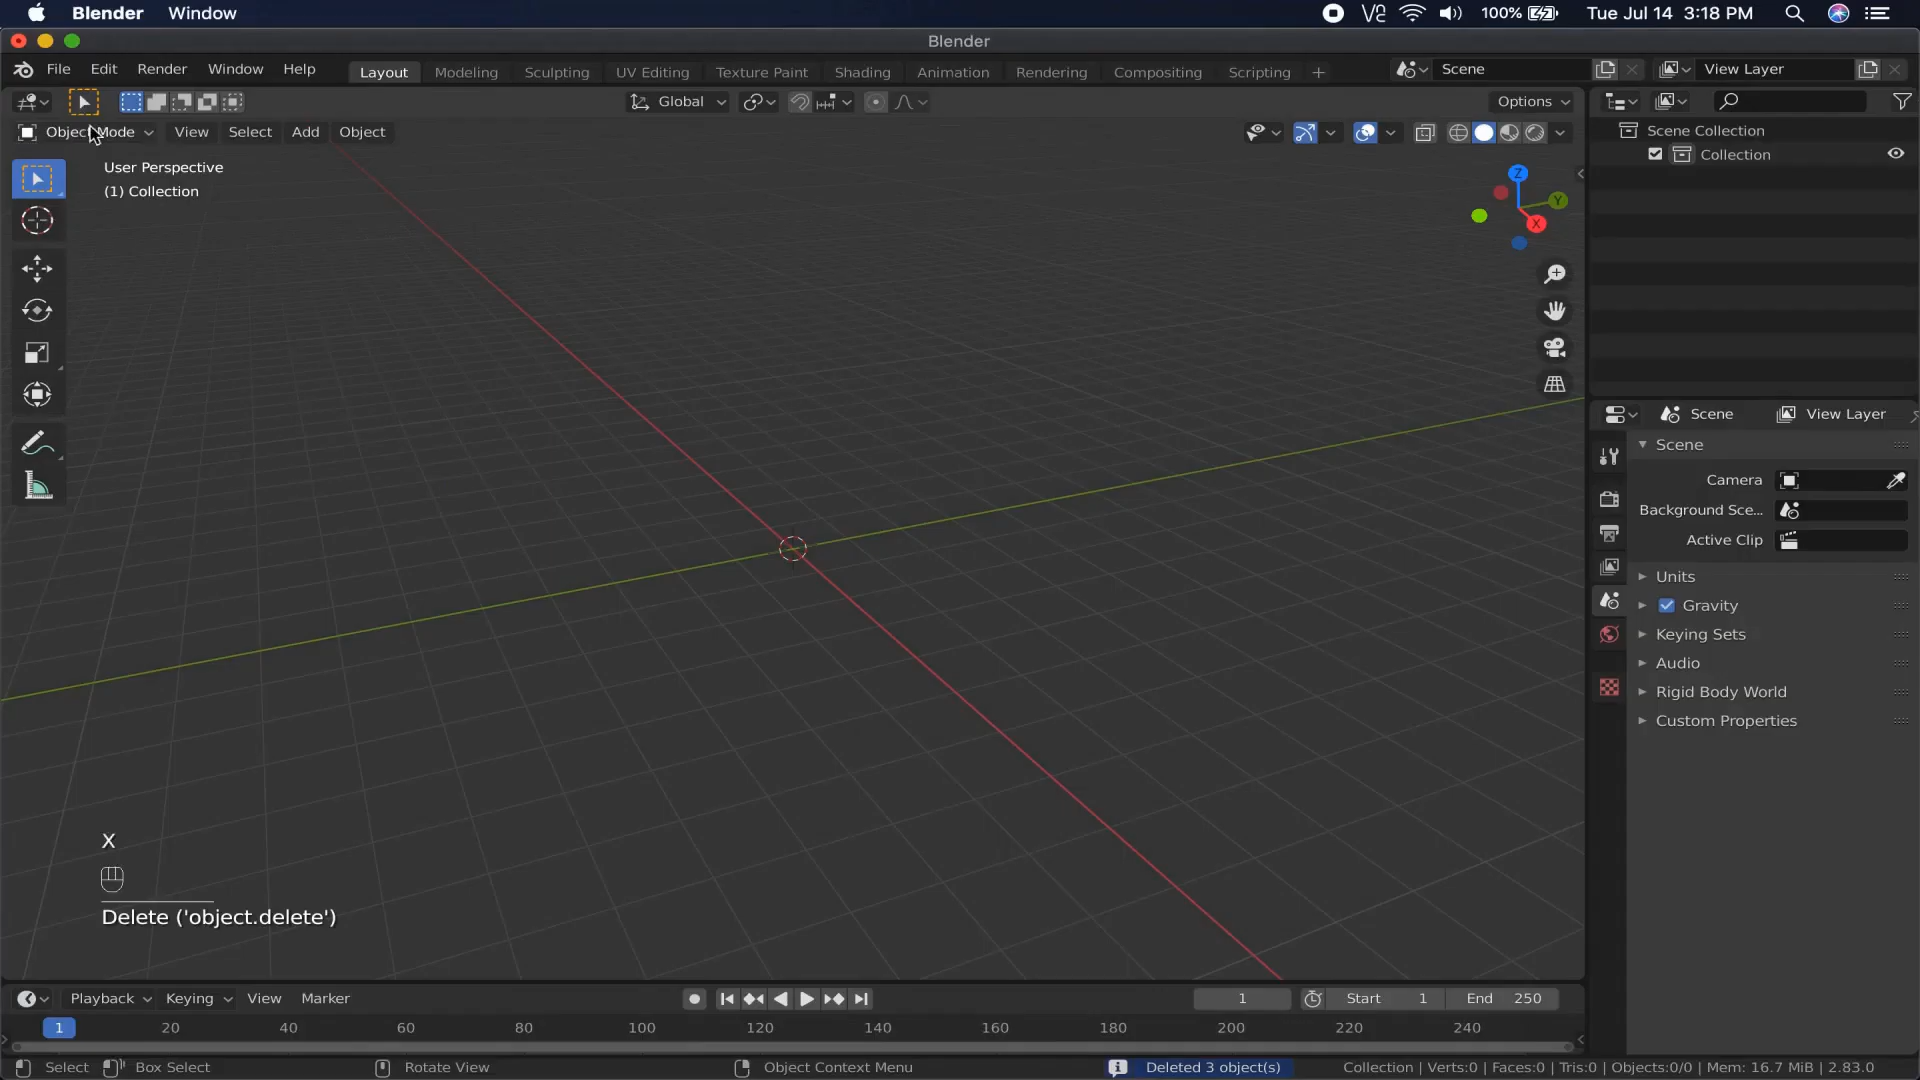 Blender Window 100% Tue Jul 14 3:18 PM
Blender
File Edit Render Window Help Layout Modeling Sculpting UV Editing Texture Paint Shading Animation Rendering Compositing Scripting + Scene View Layer
Global Options
Object Mode View Select Add Object
Scene Collection
Collection
User Perspective
(1) Collection
Z
Y
X
Scene View Layer
Scene
Camera
Background Sce...
Active Clip
Units
Gravity
Keying Sets
Audio
Rigid Body World
Custom Properties
X
Delete ('object.delete')
Playback Keying View Marker 1 Start 1 End 250
1 20 40 60 80 100 120 140 160 180 200 220 240
Select Box Select Rotate View Object Context Menu Deleted 3 object(s) Collection | Verts:0 | Faces:0 | Tris:0 | Objects:0/0 | Mem: 16.7 MiB | 2.83.0